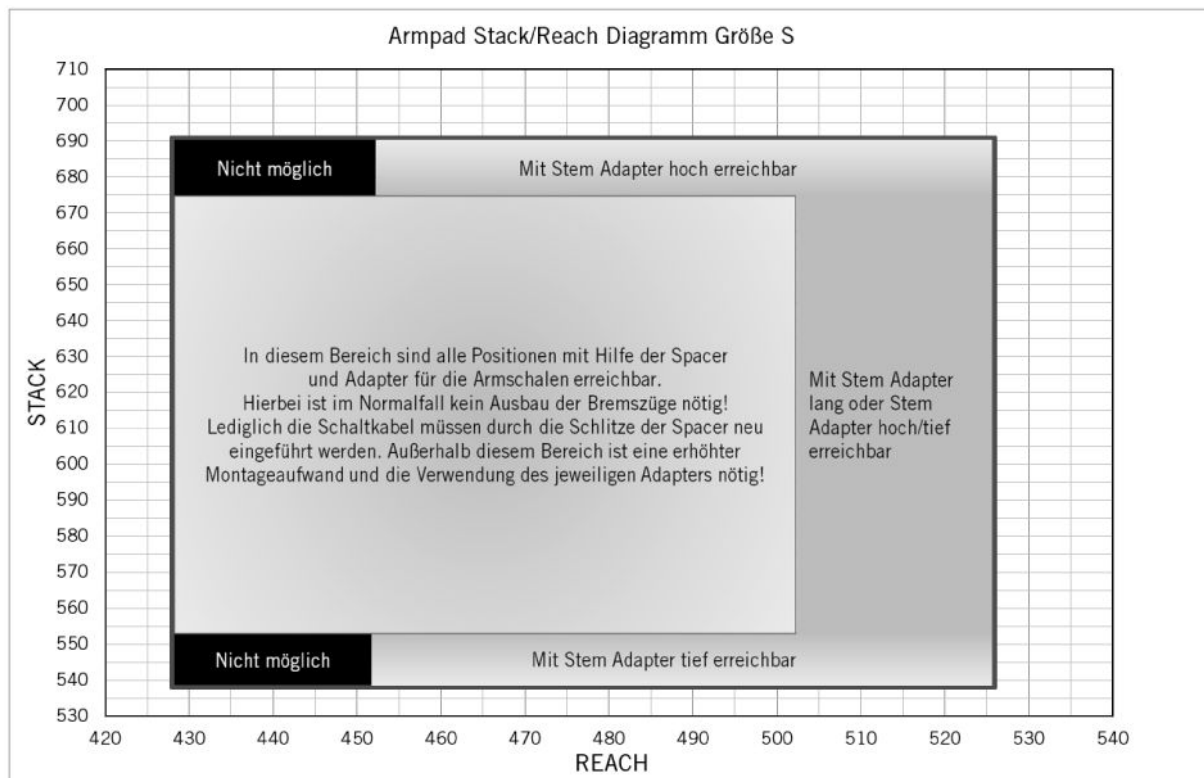 Armpad Stack/Reach Diagramm Größe S
710
700
690
680
670
660
650
640
630
620
610
600
590
580
570
560
550
540
530
STACK
Nicht möglich
Mit Stem Adapter hoch erreichbar
In diesem Bereich sind alle Positionen mit Hilfe der Spacer
und Adapter für die Armschalen erreichbar.
Hierbei ist im Normalfall kein Ausbau der Bremszüge nötig!
Lediglich die Schaltkabel müssen durch die Schlitze der Spacer neu
eingeführt werden. Außerhalb diesem Bereich ist eine erhöhter
Montageaufwand und die Verwendung des jeweiligen Adapters nötig!
Mit Stem Adapter
lang oder Stem
Adapter hoch/tief
erreichbar
Nicht möglich
Mit Stem Adapter tief erreichbar
420 430 440 450 460 470 480 490 500 510 520 530 540
REACH